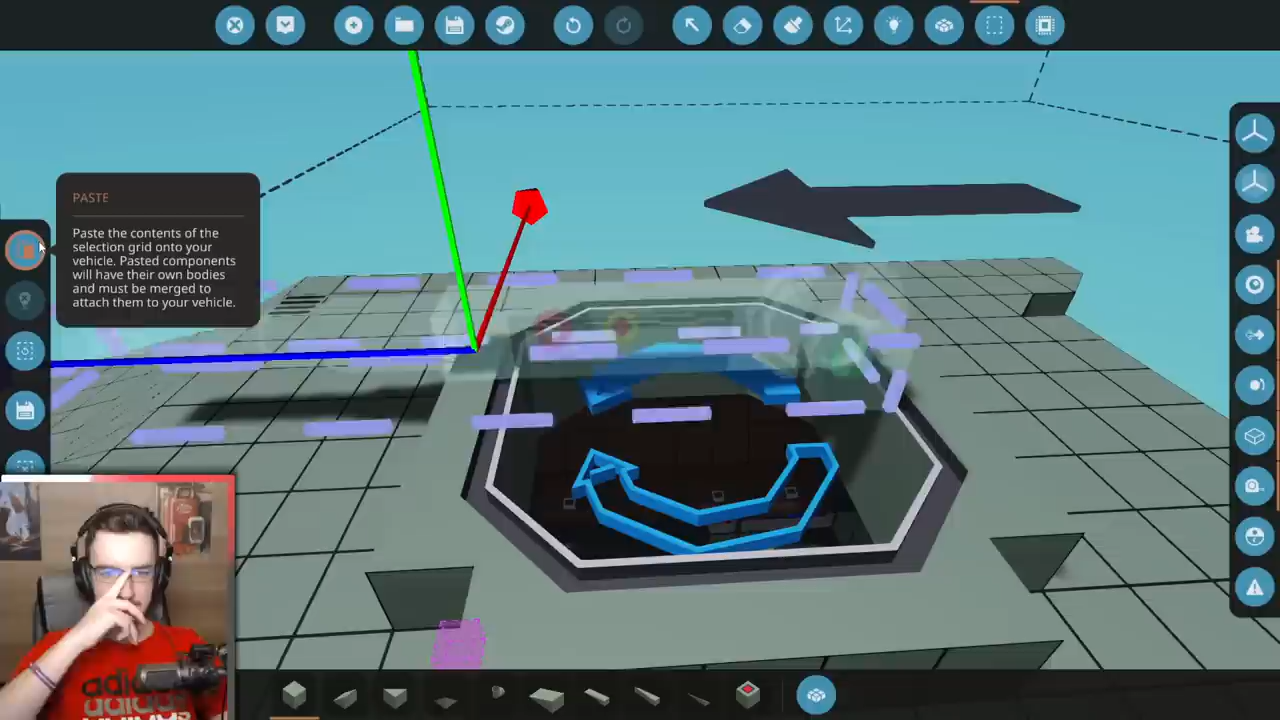 PASTE
Paste the contents of the
selection grid onto your
vehicle. Pasted components
will have their own bodies
and must be merged to
attach them to your vehicle.
adidas